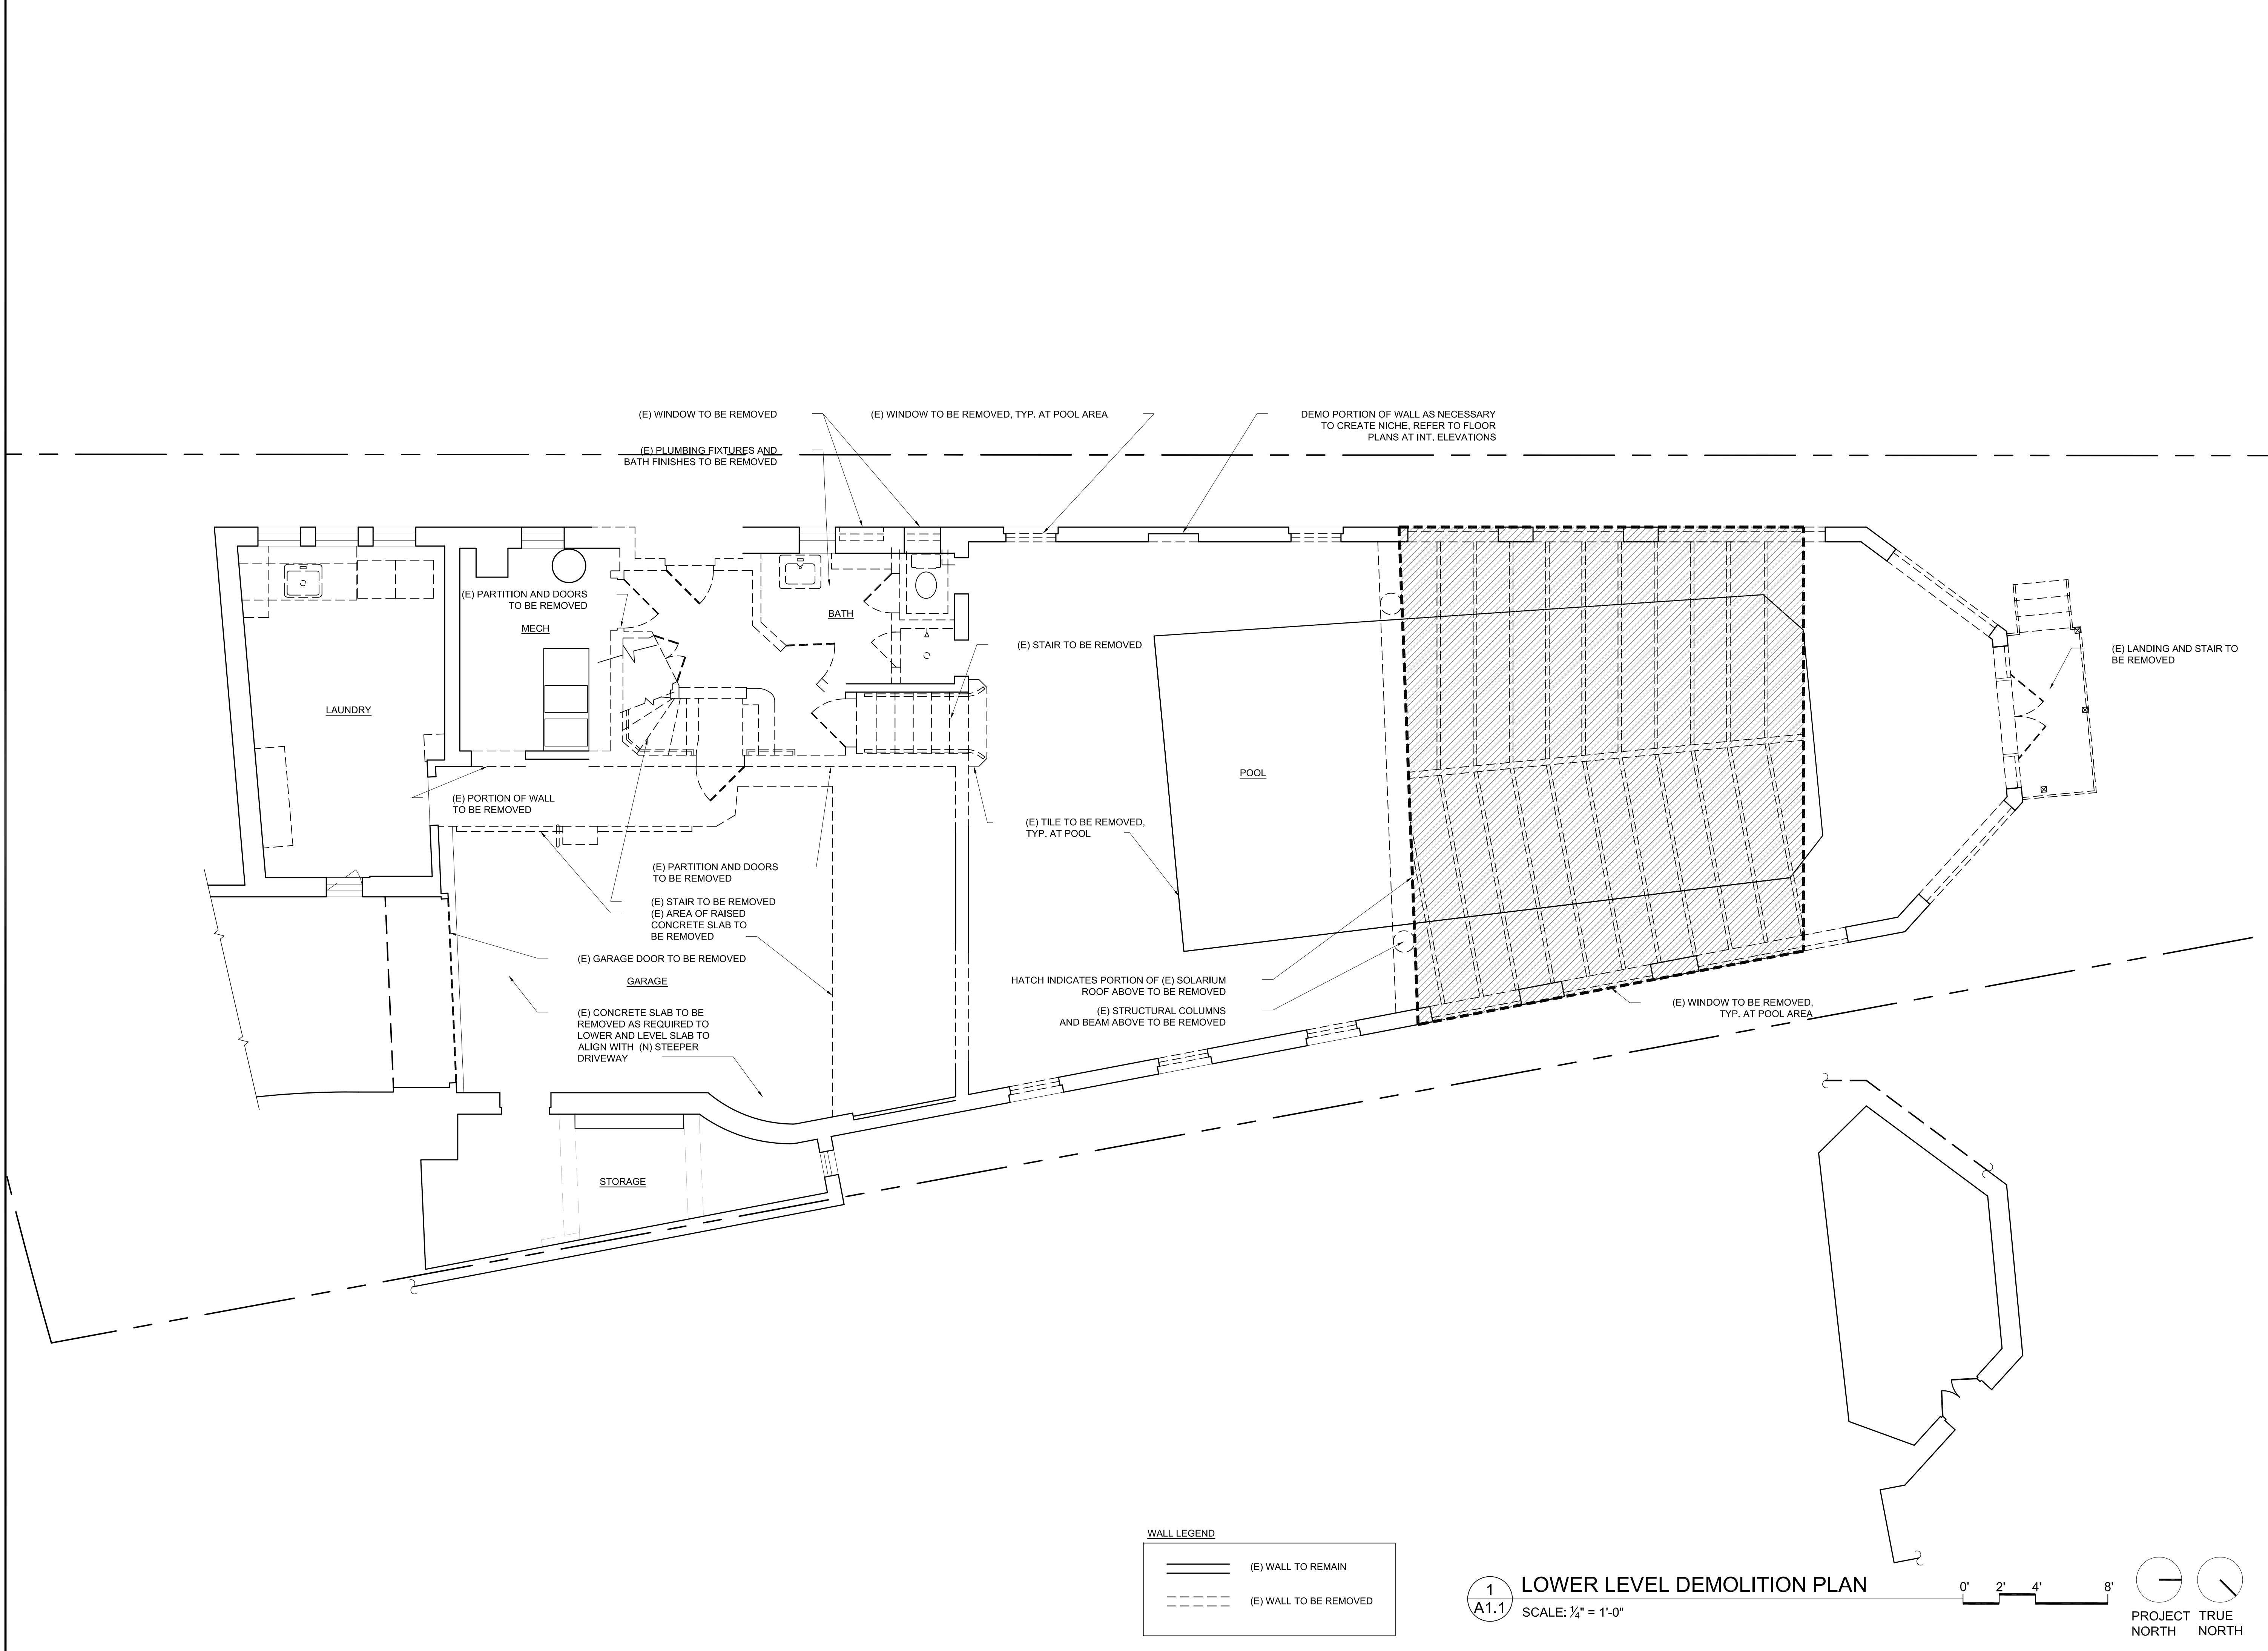 (E) WINDOW TO BE REMOVED
(E) WINDOW TO BE REMOVED, TYP. AT POOL AREA
DEMO PORTION OF WALL AS NECESSARY
TO CREATE NICHE, REFER TO FLOOR
PLANS AT INT. ELEVATIONS
(E) PLUMBING FIXTURES AND
BATH FINISHES TO BE REMOVED
(E) PARTITION AND DOORS
TO BE REMOVED
MECH
BATH
(E) STAIR TO BE REMOVED
(E) LANDING AND STAIR TO
BE REMOVED
LAUNDRY
POOL
(E) PORTION OF WALL
TO BE REMOVED
(E) TILE TO BE REMOVED,
TYP. AT POOL
(E) PARTITION AND DOORS
TO BE REMOVED
(E) STAIR TO BE REMOVED
(E) AREA OF RAISED
CONCRETE SLAB TO
BE REMOVED
(E) GARAGE DOOR TO BE REMOVED
GARAGE
HATCH INDICATES PORTION OF (E) SOLARIUM
ROOF ABOVE TO BE REMOVED
(E) STRUCTURAL COLUMNS
AND BEAM ABOVE TO BE REMOVED
(E) WINDOW TO BE REMOVED,
TYP. AT POOL AREA
(E) CONCRETE SLAB TO BE
REMOVED AS REQUIRED TO
LOWER AND LEVEL SLAB TO
ALIGN WITH (N) STEEPER
DRIVEWAY
STORAGE
WALL LEGEND
(E) WALL TO REMAIN
(E) WALL TO BE REMOVED
1
A1.1
LOWER LEVEL DEMOLITION PLAN
SCALE: ¼" = 1'-0"
0' 2' 4' 8'
PROJECT
NORTH
TRUE
NORTH